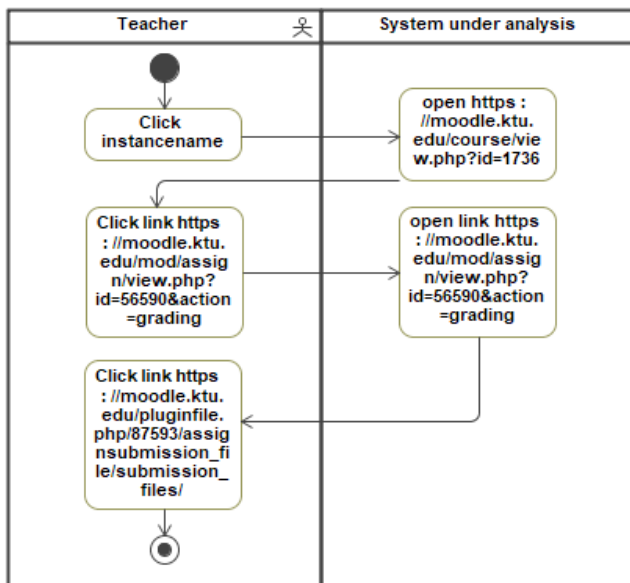 Teacher
System under analysis
Click
instancename
open https :
//moodle.ktu.
edu/course/vi
ew.php?id=1736
Click link https
: //moodle.ktu.
edu/mod/assig
n/view.php?
id=56590&action
=grading
open link https
: //moodle.ktu.
edu/mod/assig
n/view.php?
id=56590&action
=grading
Click link https
: //moodle.ktu.
edu/pluginfile.
php/87593/assig
nsubmission_fi
le/submission_
files/